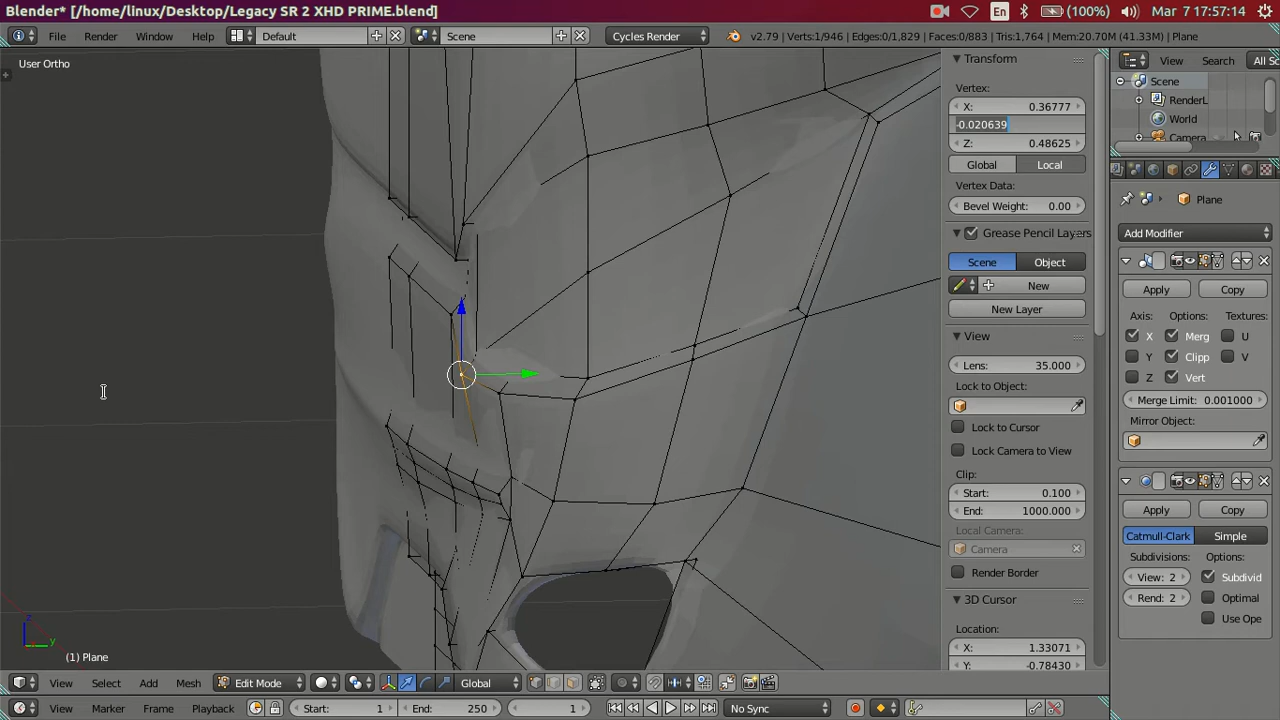 Blender* [/home/linux/Desktop/Legacy SR 2 XHD PRIME.blend]
En
(100%)
Mar 7 17:57:14
File
Render
Window
Help
Default
Scene
Cycles Render
v2.79 | Verts:1/946 | Edges:0/1,829 | Faces:0/883 | Tris:1,764 | Mem:20.70M (41.33M) | Plane
View
Search
All Sc
User Ortho
Transform
Vertex:
X: 0.36777
-0.020639
Z: 0.48625
Global
Local
Vertex Data:
Bevel Weight: 0.00
Grease Pencil Layers
Scene
Object
New
New Layer
View
Lens: 35.000
Lock to Object:
Lock to Cursor
Lock Camera to View
Clip:
Start: 0.100
End: 1000.000
Local Camera:
Camera
Render Border
3D Cursor
Location:
X: 1.33071
Y: -0.78430
Scene
RenderL
World
Camera
Plane
Add Modifier
Apply
Copy
Axis:
Options:
Textures:
X
Merg
U
Y
Clipp
V
Z
Vert
Merge Limit: 0.001000
Mirror Object:
Apply
Copy
Catmull-Clark
Simple
Subdivisions:
Options:
View: 2
Subdivid
Rend: 2
Optimal
Use Ope
z
y
(1) Plane
View
Select
Add
Mesh
Edit Mode
Global
View
Marker
Frame
Playback
Start: 1
End: 250
1
No Sync